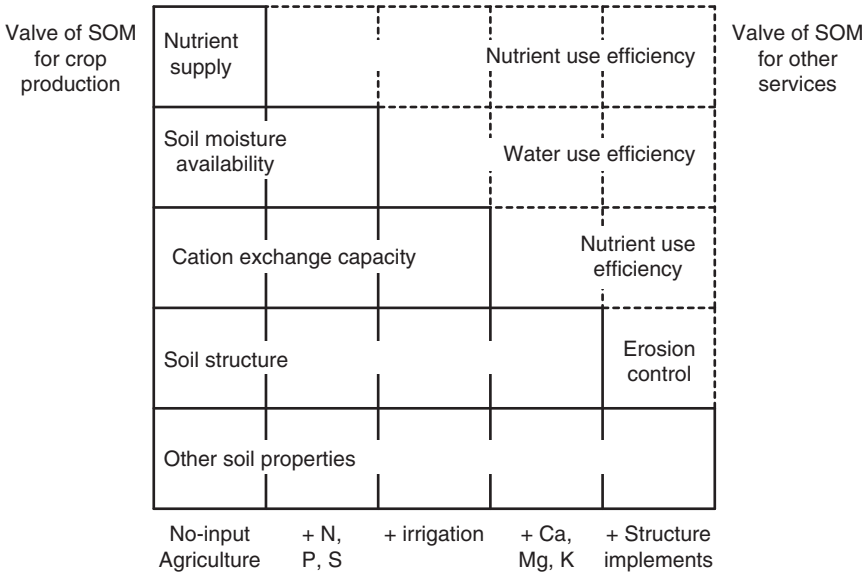 Valve of SOM
for crop
production
Nutrient
supply
Nutrient use efficiency
Valve of SOM
for other
services
Soil moisture
availability
Water use efficiency
Cation exchange capacity
Nutrient use
efficiency
Soil structure
Erosion
control
Other soil properties
No-input
Agriculture
+ N,
P, S
+ irrigation
+ Ca,
Mg, K
+ Structure
implements